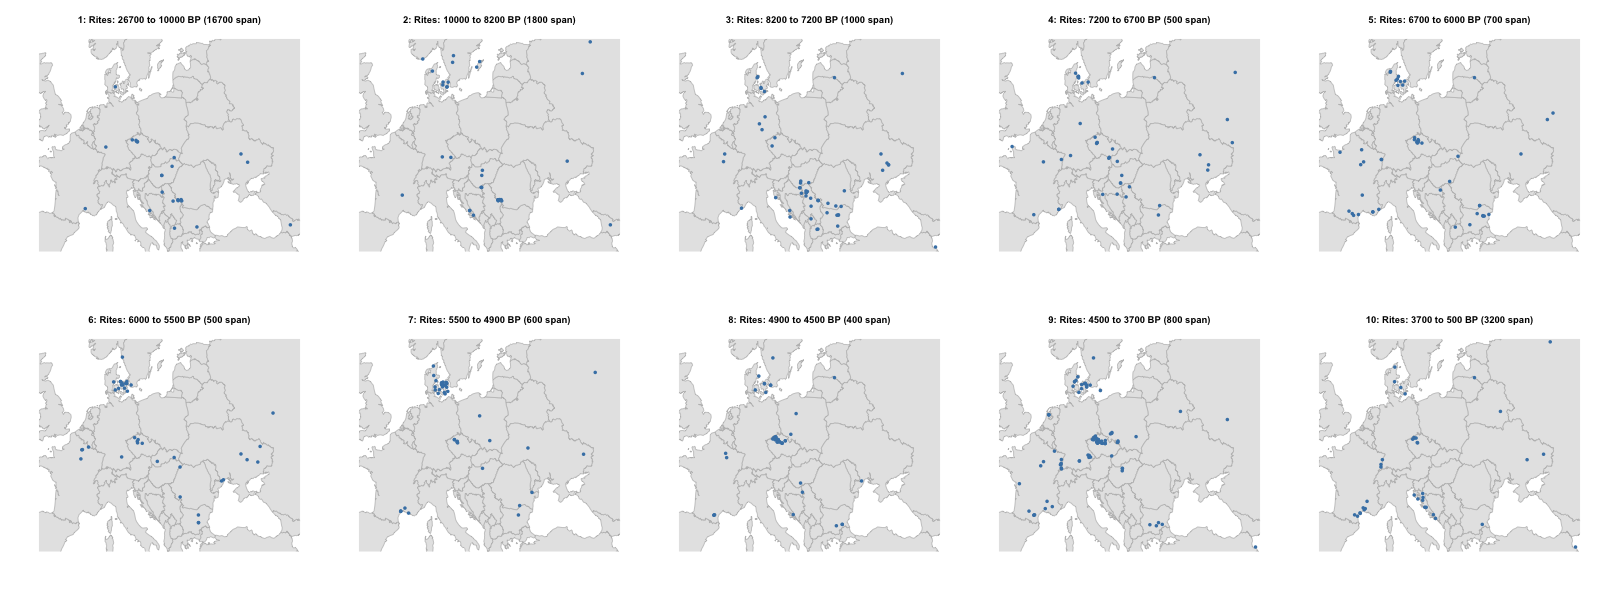 1: Rites: 26700 to 10000 BP (16700 span)
2: Rites: 10000 to 8200 BP (1800 span)
3: Rites: 8200 to 7200 BP (1000 span)
4: Rites: 7200 to 6700 BP (500 span)
5: Rites: 6700 to 6000 BP (700 span)
6: Rites: 6000 to 5500 BP (500 span)
7: Rites: 5500 to 4900 BP (600 span)
8: Rites: 4900 to 4500 BP (400 span)
9: Rites: 4500 to 3700 BP (800 span)
10: Rites: 3700 to 500 BP (3200 span)